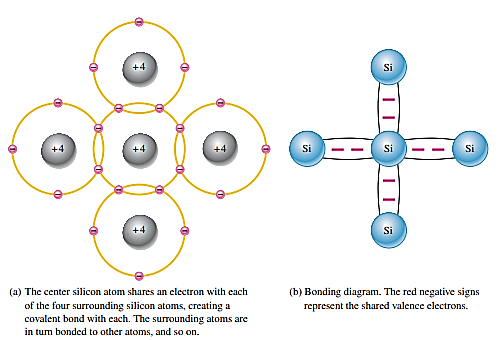 +4
+4
+4
+4
+4
Si
Si
Si
Si
Si
(a) The center silicon atom shares an electron with each
of the four surrounding silicon atoms, creating a
covalent bond with each. The surrounding atoms are
in turn bonded to other atoms, and so on.
(b) Bonding diagram. The red negative signs
represent the shared valence electrons.